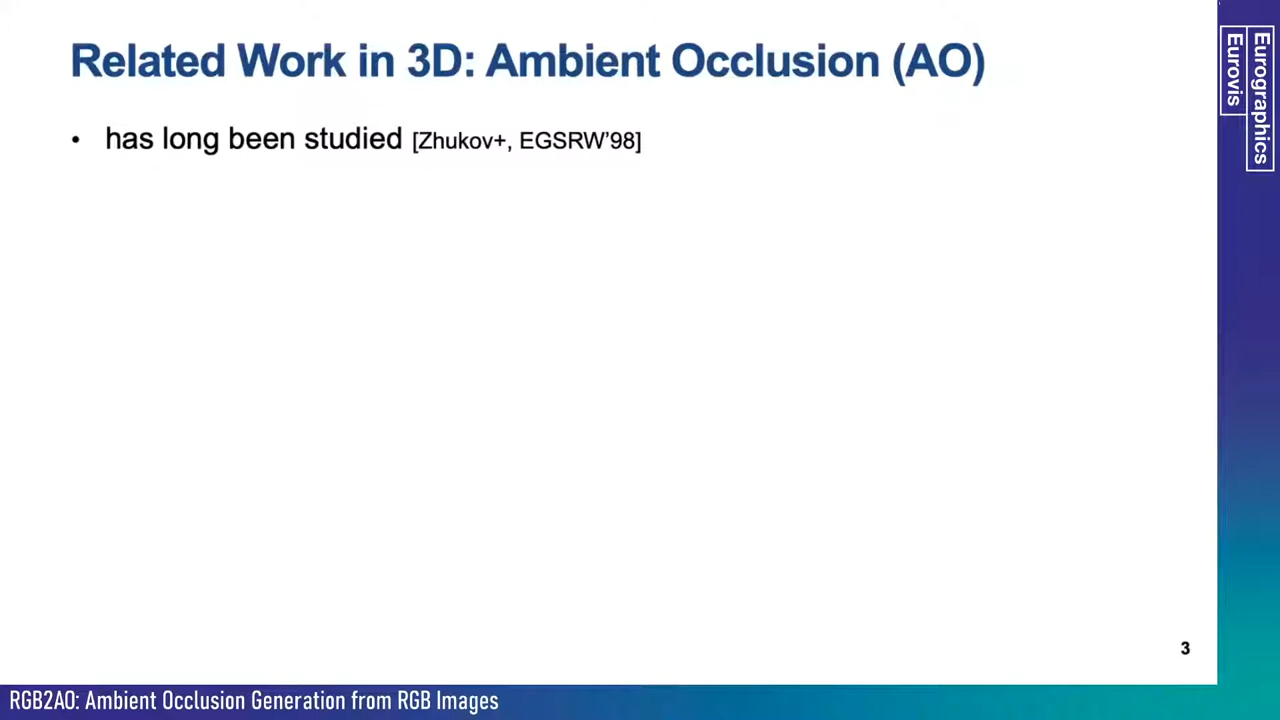 Related Work in 3D: Ambient Occlusion (AO)
• has long been studied [Zhukov+, EGSRW’98]
Eurographics
Eurovis
3
RGB2AO: Ambient Occlusion Generation from RGB Images